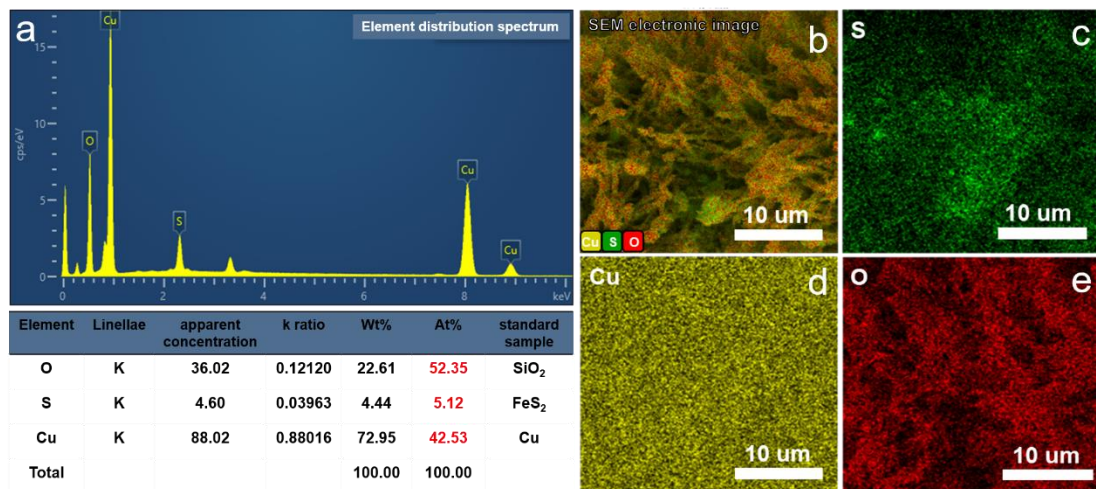 a
Element distribution spectrum
Cu
15
O
10
cps/eV
Cu
5
S
Cu
0
0 2 4 6 8 keV
Element Linellae apparent concentration k ratio Wt% At% standard sample
O K 36.02 0.12120 22.61 52.35 SiO₂
S K 4.60 0.03963 4.44 5.12 FeS₂
Cu K 88.02 0.88016 72.95 42.53 Cu
Total 100.00 100.00
SEM electronic image
b
Cu S O
10 um
S
c
10 um
Cu
d
10 um
O
e
10 um